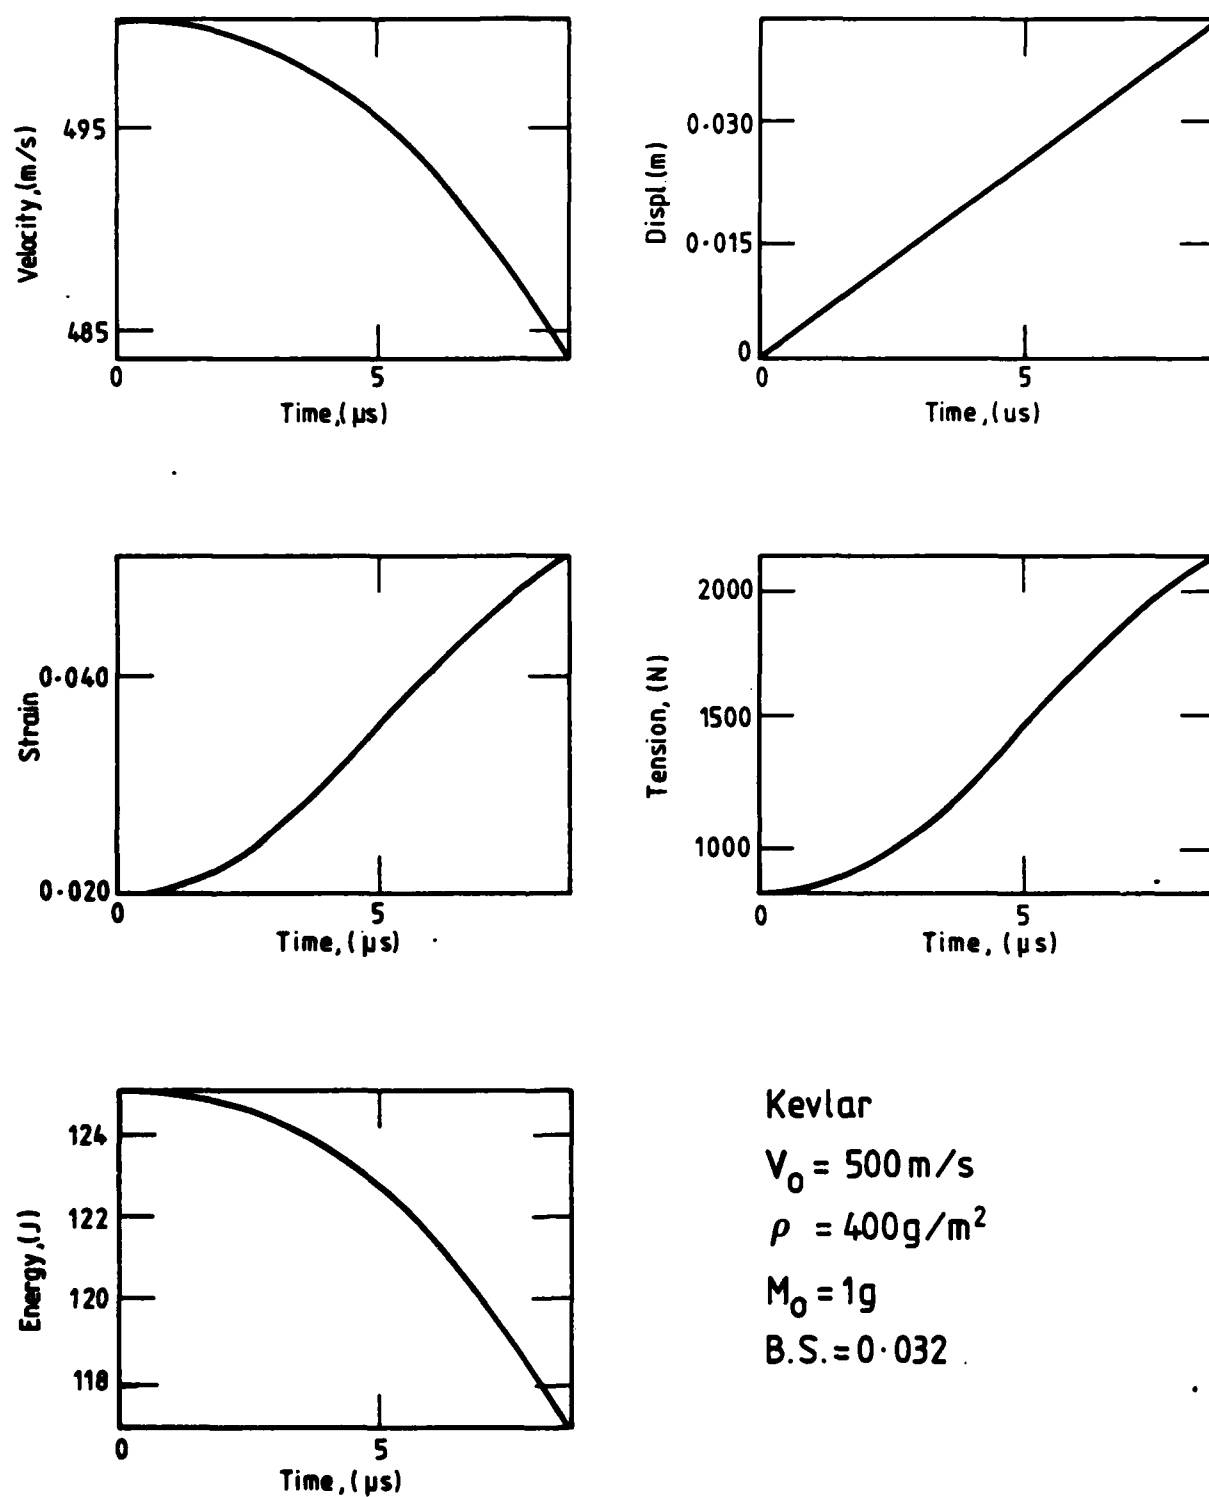 495
485
Velocity,(m/s)
0
5
Time,(µs)
0.030
0.015
0
Displ.(m)
0
5
Time,(us)
0.040
0.020
Strain
0
5
Time,(µs)
2000
1500
1000
Tension,(N)
0
5
Time,(µs)
124
122
120
118
Energy,(J)
0
5
Time,(µs)
Kevlar
V₀ = 500 m/s
ρ = 400g/m²
M₀ = 1g
B.S. = 0.032